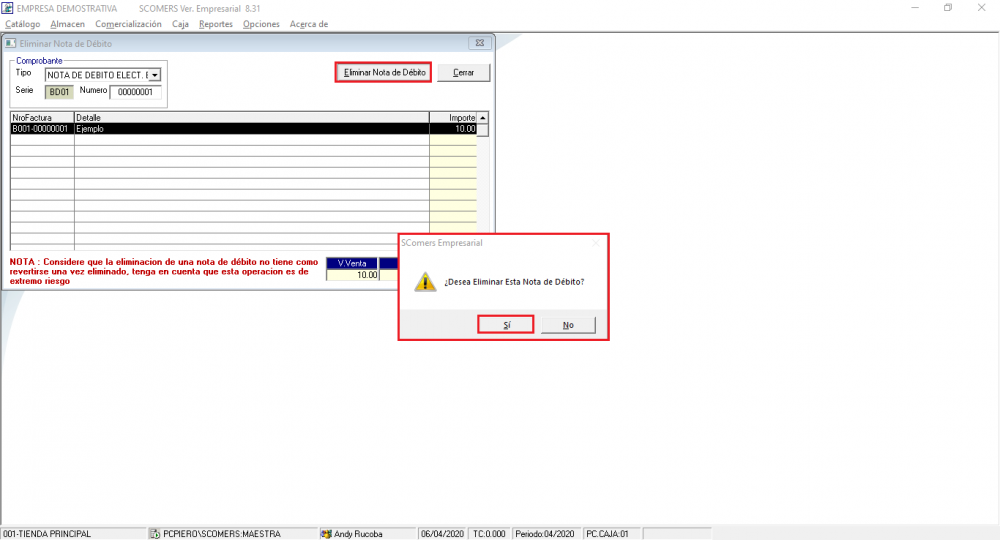 EMPRESA DEMOSTRATIVA SCOMERS Ver. Empresarial 8.31
Catálogo Almacen Comercialización Caja Reportes Opciones Acerca de
Eliminar Nota de Débito
Comprobante
Tipo NOTA DE DEBITO ELECT. E
Eliminar Nota de Débito Cerrar
Serie BD01 Numero 00000001
NroFactura Detalle Importe
B001-00000001 Ejemplo 10.00
NOTA : Considere que la eliminacion de una nota de débito no tiene como
revertirse una vez eliminado, tenga en cuenta que esta operacion es de
extremo riesgo
V.Venta
10.00
SComers Empresarial
¿Desea Eliminar Esta Nota de Débito?
Sí No
001-TIENDA PRINCIPAL PCPIERO\SCOMERS:MAESTRA Andy Rucoba 06/04/2020 TC:0.000 Periodo:04/2020 PC.CAJA:01